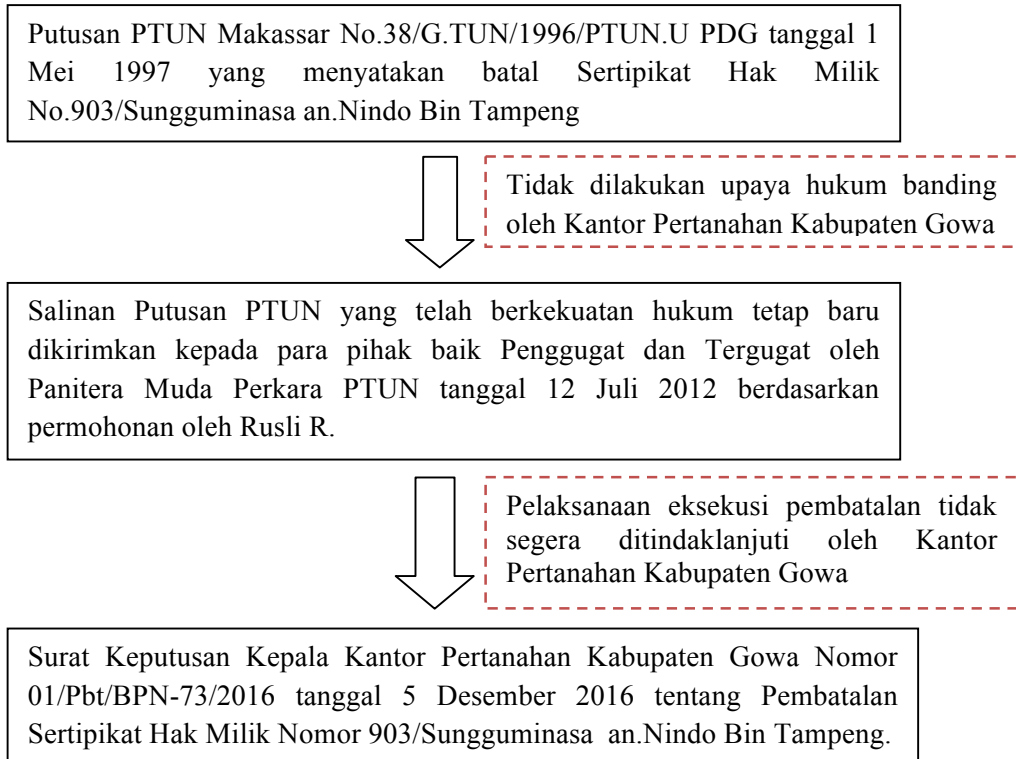 Putusan PTUN Makassar No.38/G.TUN/1996/PTUN.U PDG tanggal 1
Mei 1997 yang menyatakan batal Sertipikat Hak Milik
No.903/Sungguminasa an.Nindo Bin Tampeng
Tidak dilakukan upaya hukum banding
oleh Kantor Pertanahan Kabupaten Gowa
Salinan Putusan PTUN yang telah berkekuatan hukum tetap baru
dikirimkan kepada para pihak baik Penggugat dan Tergugat oleh
Panitera Muda Perkara PTUN tanggal 12 Juli 2012 berdasarkan
permohonan oleh Rusli R.
Pelaksanaan eksekusi pembatalan tidak
segera ditindaklanjuti oleh Kantor
Pertanahan Kabupaten Gowa
Surat Keputusan Kepala Kantor Pertanahan Kabupaten Gowa Nomor
01/Pbt/BPN-73/2016 tanggal 5 Desember 2016 tentang Pembatalan
Sertipikat Hak Milik Nomor 903/Sungguminasa an.Nindo Bin Tampeng.